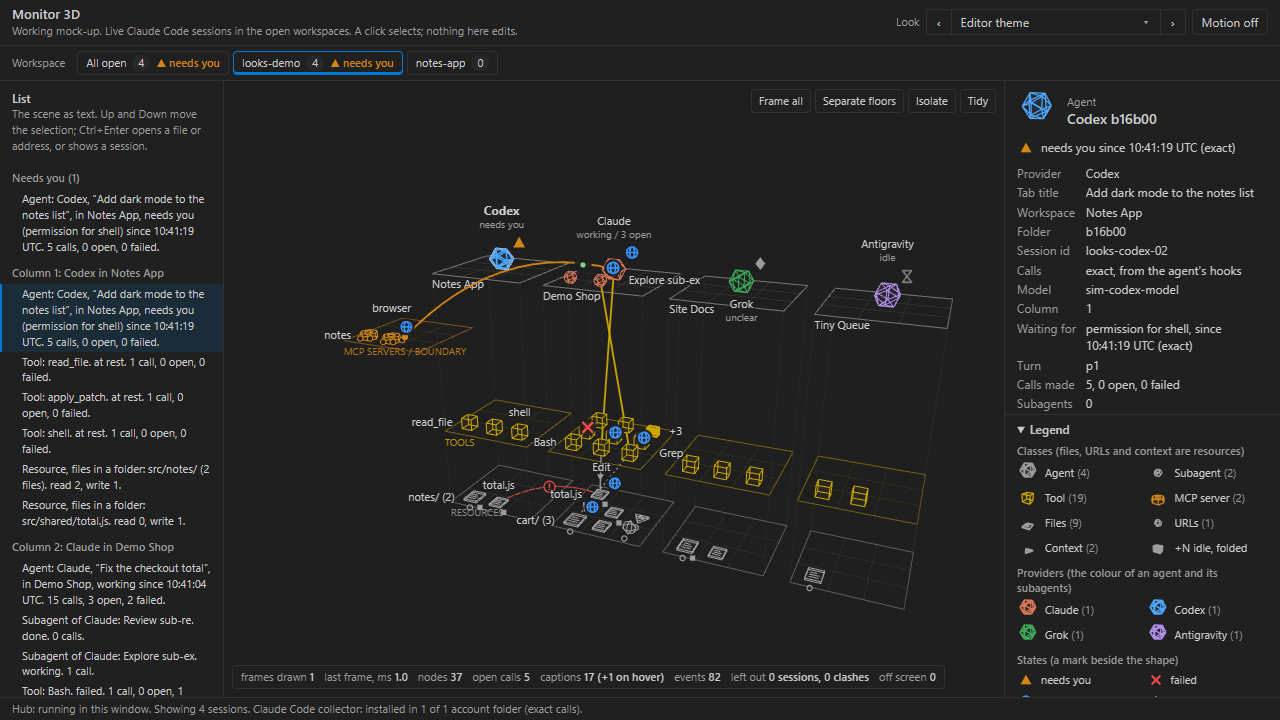 Monitor 3D
Working mock-up. Live Claude Code sessions in the open workspaces. A click selects; nothing here edits.
Look
‹
Editor theme
›
Motion off
Workspace
All open 4 needs you
looks-demo 4 needs you
notes-app 0
List
The scene as text. Up and Down move
the selection; Ctrl+Enter opens a file or
address, or shows a session.
Needs you (1)
Agent: Codex, "Add dark mode to the
notes list", in Notes App, needs you
(permission for shell) since 10:41:19
UTC. 5 calls, 0 open, 0 failed.
Column 1: Codex in Notes App
Agent: Codex, "Add dark mode to the
notes list", in Notes App, needs you
(permission for shell) since 10:41:19
UTC. 5 calls, 0 open, 0 failed.
Tool: read_file. at rest. 1 call, 0 open, 0
failed.
Tool: apply_patch. at rest. 1 call, 0
open, 0 failed.
Tool: shell. at rest. 1 call, 0 open, 0
failed.
Resource, files in a folder: src/notes/ (2
files). read 2, write 1.
Resource, files in a folder:
src/shared/total.js. read 0, write 1.
Column 2: Claude in Demo Shop
Agent: Claude, "Fix the checkout total",
in Demo Shop, working since 10:41:04
UTC. 15 calls, 3 open, 2 failed.
Subagent of Claude: Review sub-re.
done. 0 calls.
Subagent of Claude: Explore sub-ex.
working. 1 call.
Tool: Bash. failed. 1 call, 0 open, 1
Frame all
Separate floors
Isolate
Tidy
Codex
needs you
Claude
working / 3 open
Antigravity
idle
Notes App
Demo Shop
Explore sub-ex
Site Docs
Grok
unclear
Tiny Queue
browser
notes
MCP SERVERS / BOUNDARY
read_file
shell
TOOLS
Bash
+3
Grep
Edit
notes/ (2)
total.js
total.js
RESOURCES
cart/ (3)
frames drawn 1 last frame, ms 1.0 nodes 37 open calls 5 captions 17 (+1 on hover) events 82 left out 0 sessions, 0 clashes off screen 0
Agent
Codex b16b00
needs you since 10:41:19 UTC (exact)
Provider Codex
Tab title Add dark mode to the notes list
Workspace Notes App
Folder b16b00
Session id looks-codex-02
Calls exact, from the agent's hooks
Model sim-codex-model
Column 1
Waiting for permission for shell, since
10:41:19 UTC (exact)
Turn p1
Calls made 5, 0 open, 0 failed
Subagents 0
Legend
Classes (files, URLs and context are resources)
Agent (4) Subagent (2)
Tool (19) MCP server (2)
Files (9) URLs (1)
Context (2) +N idle, folded
Providers (the colour of an agent and its
subagents)
Claude (1) Codex (1)
Grok (1) Antigravity (1)
States (a mark beside the shape)
needs you failed
Hub: running in this window. Showing 4 sessions. Claude Code collector: installed in 1 of 1 account folder (exact calls).